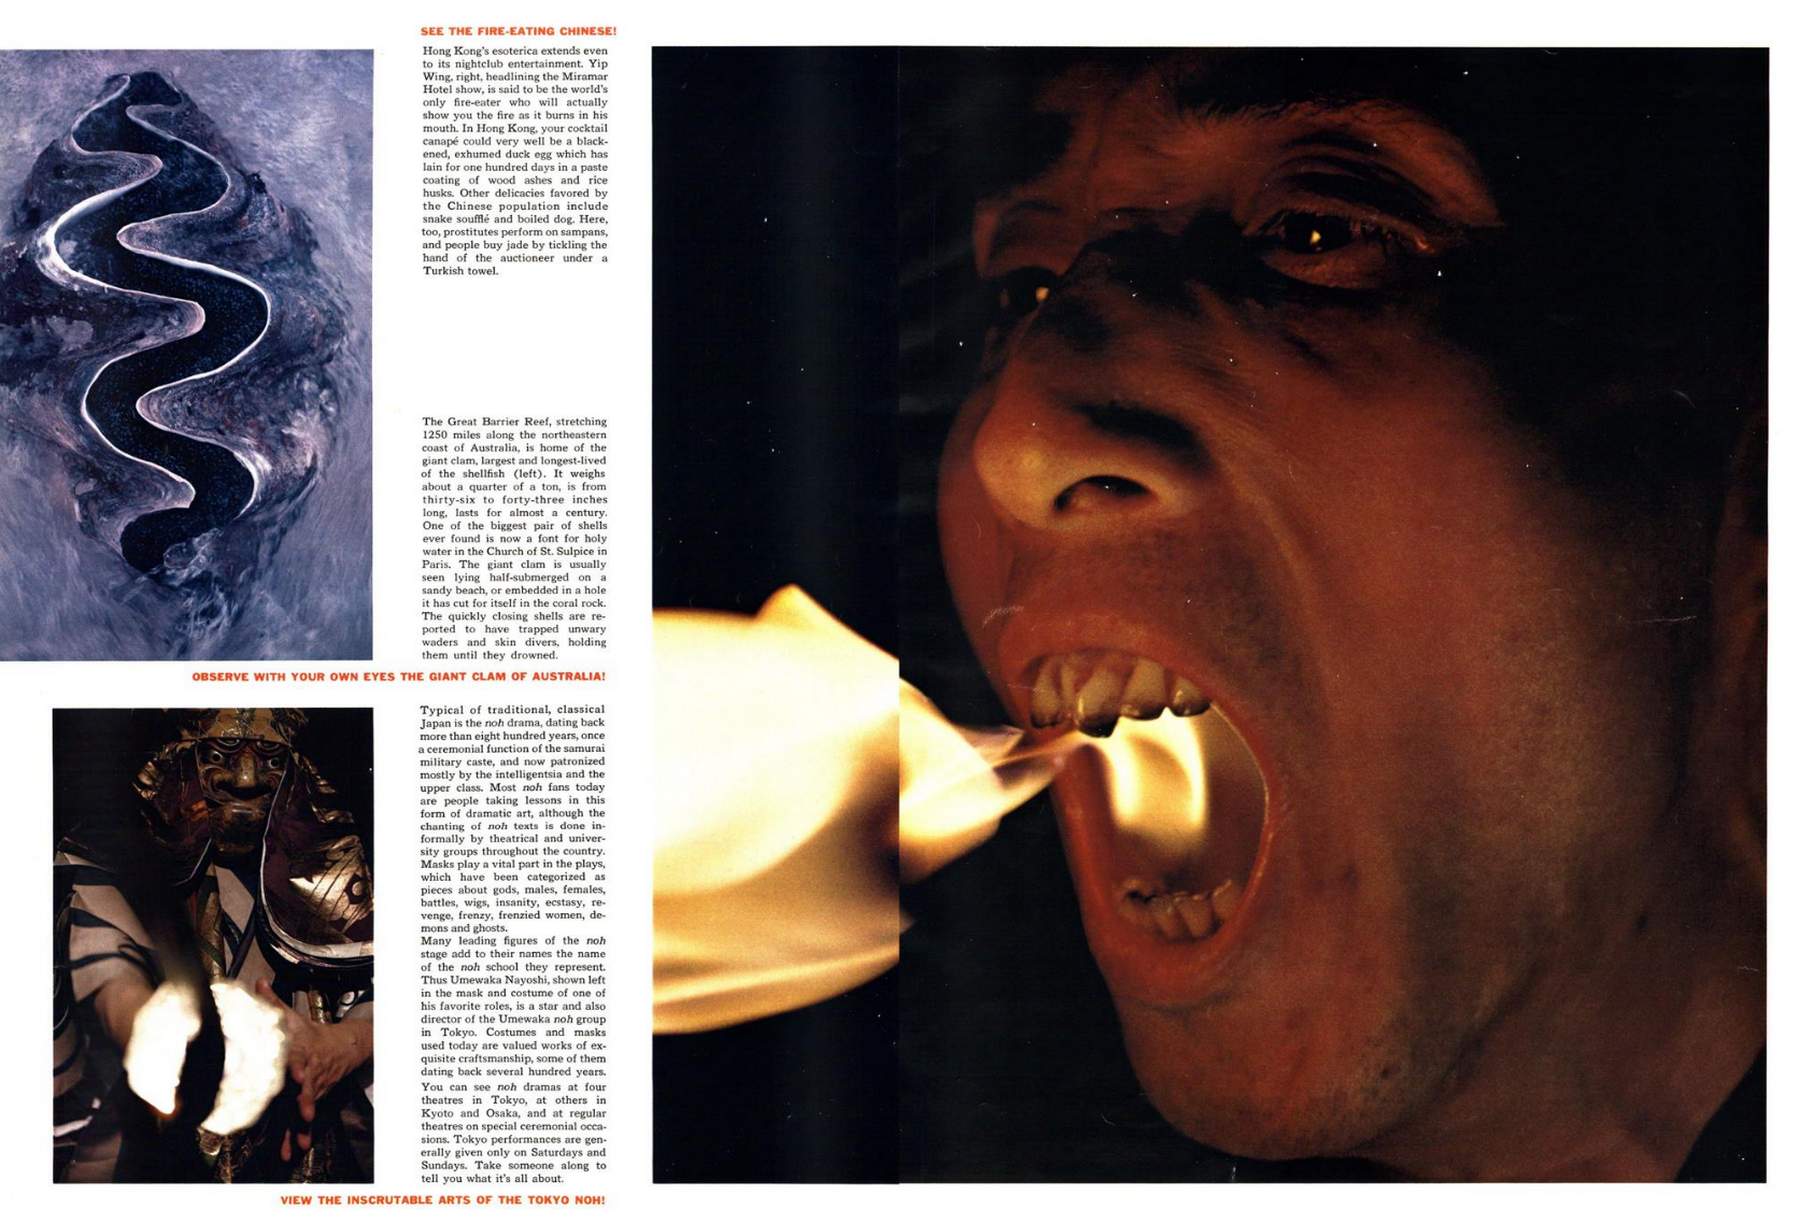 SEE THE FIRE-EATING CHINESE!
Hong Kong's esoterica extends even
to its nightclub entertainment. Yip
Wing, right, headlining the Miramar
Hotel show, is said to be the world's
only fire-eater who will actually
show you the fire as it burns in his
mouth. In Hong Kong, your cocktail
canapé could very well be a black-
ened, exhumed duck egg which has
lain for one hundred days in a paste
coating of wood ashes and rice
husks. Other delicacies favored by
the Chinese population include
snake soufflé and boiled dog. Here,
too, prostitutes perform on sampans,
and people buy jade by tickling the
hand of the auctioneer under a
Turkish towel.
The Great Barrier Reef, stretching
1250 miles along the northeastern
coast of Australia, is home of the
giant clam, largest and longest-lived
of the shellfish (left). It weighs
about a quarter of a ton, is from
thirty-six to forty-three inches
long, lasts for almost a century.
One of the biggest pair of shells
ever found is now a font for holy
water in the Church of St. Sulpice in
Paris. The giant clam is usually
seen lying half-submerged on a
sandy beach, or embedded in a hole
it has cut for itself in the coral rock.
The quickly closing shells are re-
ported to have trapped unwary
waders and skin divers, holding
them until they drowned.
OBSERVE WITH YOUR OWN EYES THE GIANT CLAM OF AUSTRALIA!
Typical of traditional, classical
Japan is the noh drama, dating back
more than eight hundred years, once
a ceremonial function of the samurai
military caste, and now patronized
mostly by the intelligentsia and the
upper class. Most noh fans today
are people taking lessons in this
form of dramatic art, although the
chanting of noh texts is done in-
formally by theatrical and univer-
sity groups throughout the country.
Masks play a vital part in the plays,
which have been categorized as
pieces about gods, males, females,
battles, wigs, insanity, ecstasy, re-
venge, frenzy, frenzied women, de-
mons and ghosts.
Many leading figures of the noh
stage add to their names the name
of the noh school they represent.
Thus Umewaka Nayoshi, shown left
in the mask and costume of one of
his favorite roles, is a star and also
director of the Umewaka noh group
in Tokyo. Costumes and masks
used today are valued works of ex-
quisite craftsmanship, some of them
dating back several hundred years.
You can see noh dramas at four
theatres in Tokyo, at others in
Kyoto and Osaka, and at regular
theatres on special ceremonial occa-
sions. Tokyo performances are gen-
erally given only on Saturdays and
Sundays. Take someone along to
tell you what it's all about.
VIEW THE INSCRUTABLE ARTS OF THE TOKYO NOH!